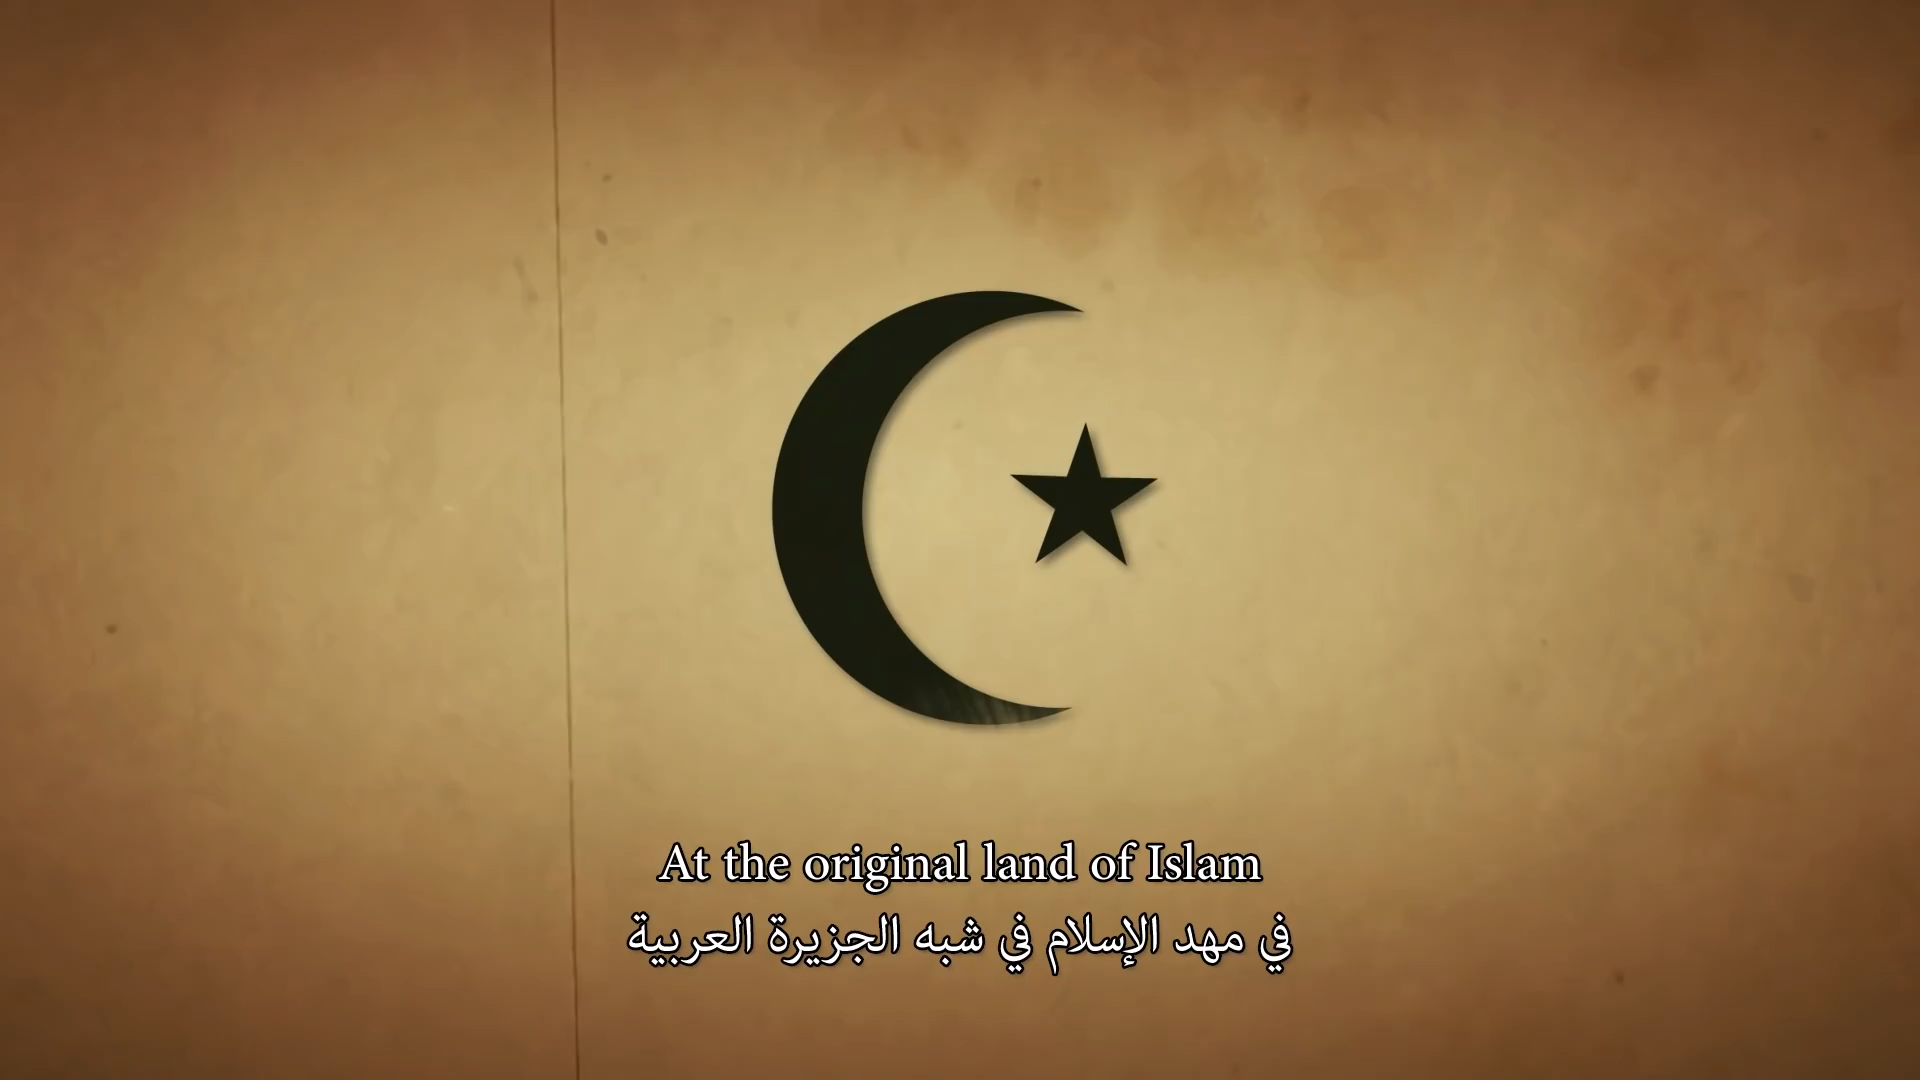 At the original land of Islam
في مهد الإسلام في شبه الجزيرة العربية